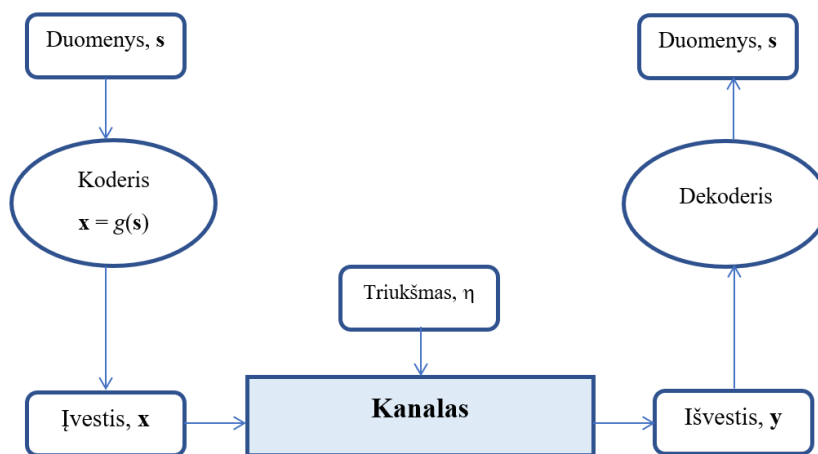 Duomenys, s
Koderis
x = g(s)
Įvestis, x
Triukšmas, η
Kanalas
Išvestis, y
Dekoderis
Duomenys, s